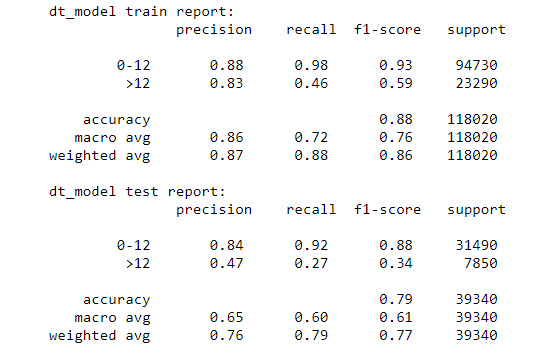 dt_model train report:
precision recall f1-score support
0-12 0.88 0.98 0.93 94730
>12 0.83 0.46 0.59 23290
accuracy 0.88 118020
macro avg 0.86 0.72 0.76 118020
weighted avg 0.87 0.88 0.86 118020
dt_model test report:
precision recall f1-score support
0-12 0.84 0.92 0.88 31490
>12 0.47 0.27 0.34 7850
accuracy 0.79 39340
macro avg 0.65 0.60 0.61 39340
weighted avg 0.76 0.79 0.77 39340